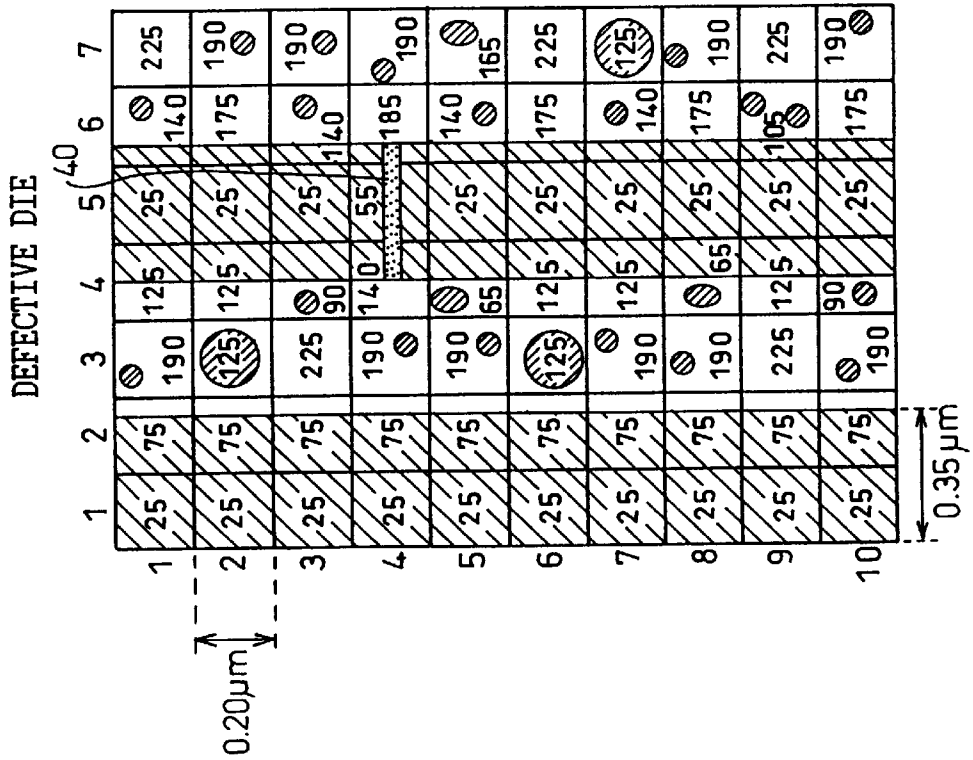 DEFECTIVE DIE
40
1 2 3 4 5 6 7
1 25 75 190 125 25 140 225
2 25 75 125 125 25 175 190
3 25 75 225 90 25 140 190
4 25 75 190 140 55 185 190
5 25 75 190 65 25 140 165
6 25 75 125 125 25 175 225
7 25 75 190 125 25 140 125
8 25 75 190 65 25 175 190
9 25 75 225 125 25 105 225
10 25 75 190 90 25 175 190
0.20μm
0.35μm